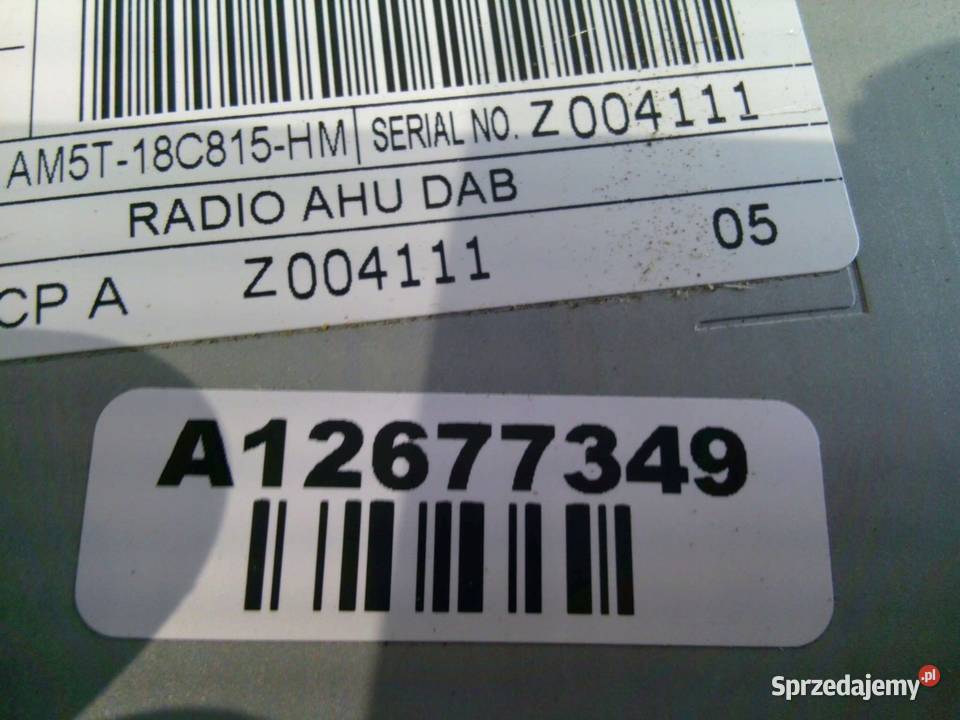 AM5T-18C815-HM SERIAL NO. Z004111
RADIO AHU DAB
CP A Z004111 05
A12677349
Sprzedajemy.pl